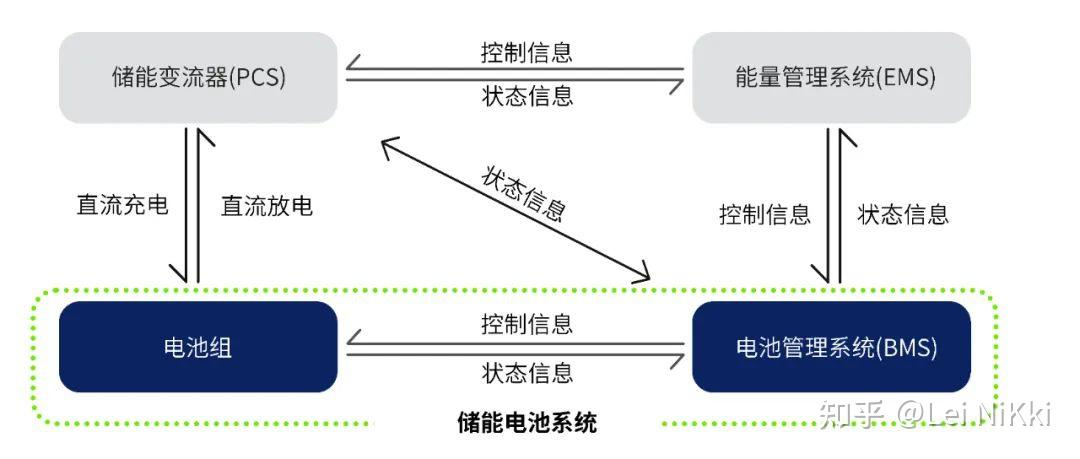 储能变流器(PCS)
控制信息
状态信息
能量管理系统(EMS)
直流充电
直流放电
状态信息
控制信息
状态信息
电池组
控制信息
状态信息
电池管理系统(BMS)
储能电池系统
知乎 @Lei.NiKki